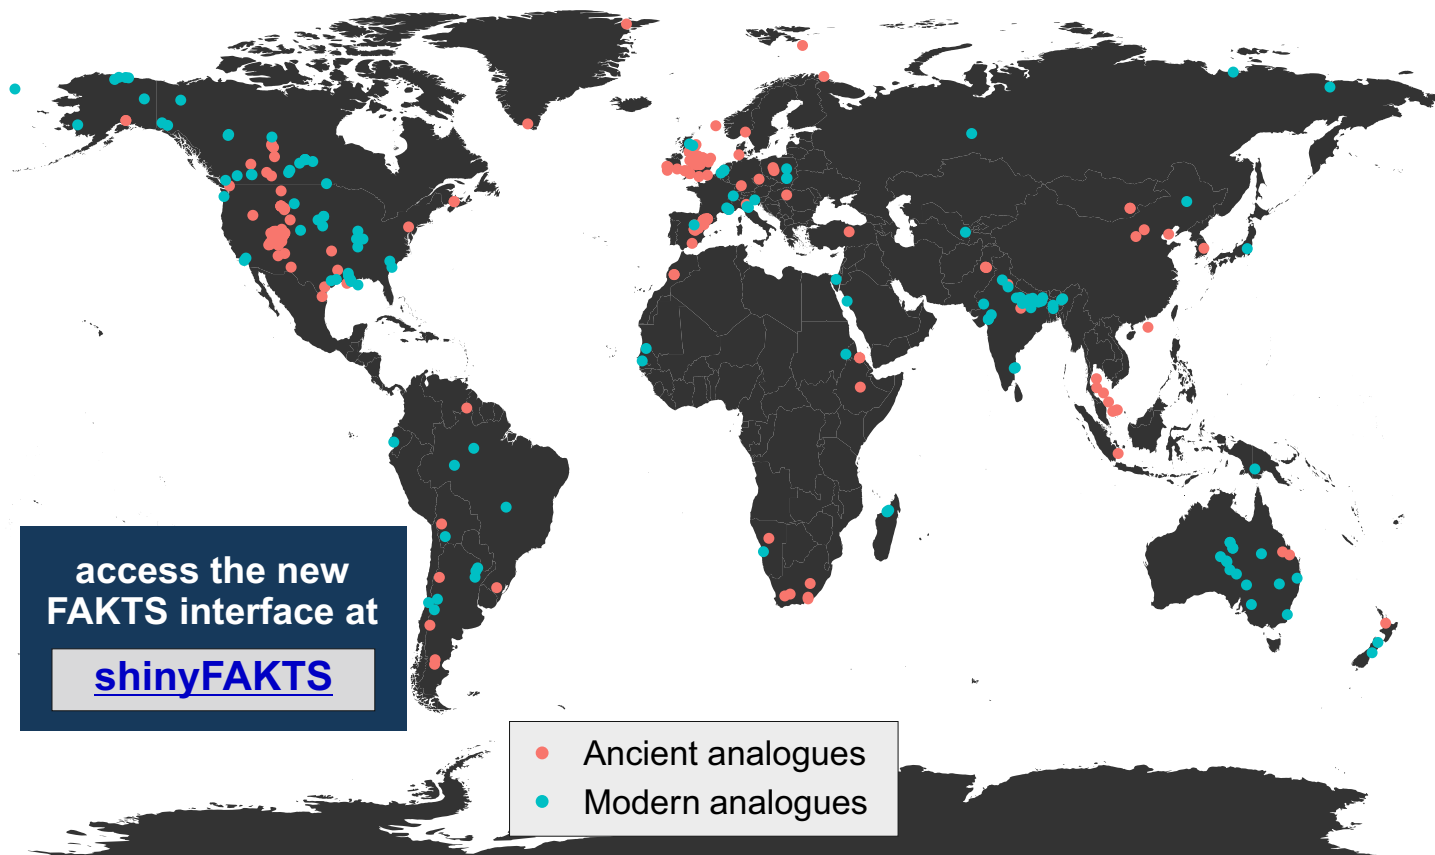 access the new
FAKTS interface at
shinyFAKTS
Ancient analogues
Modern analogues